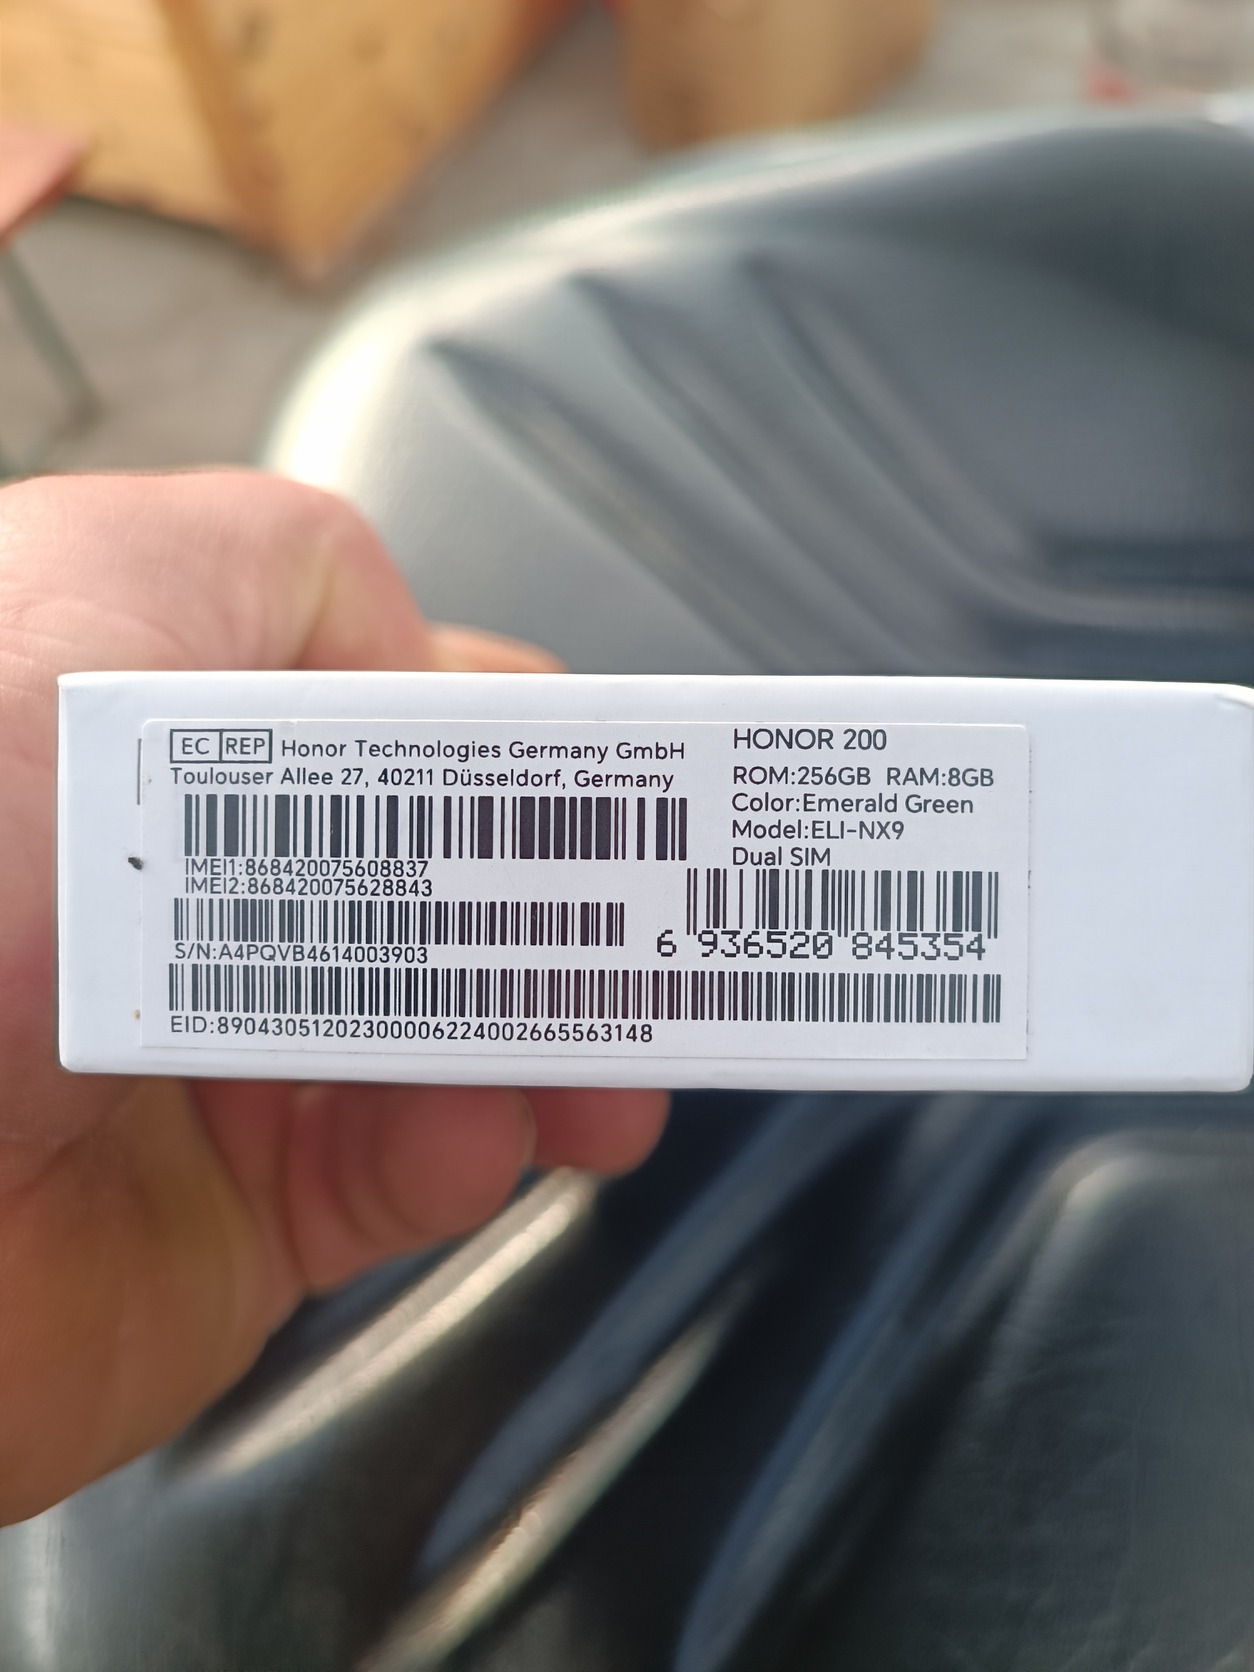 EC REP Honor Technologies Germany GmbH
Toulouser Allee 27, 40211 Düsseldorf, Germany
IMEI1:868420075608837
IMEI2:868420075628843
S/N:A4PQVB4614003903
EID:89043051202300006224002665563148
HONOR 200
ROM:256GB RAM:8GB
Color:Emerald Green
Model:ELI-NX9
Dual SIM
6 936520 845354